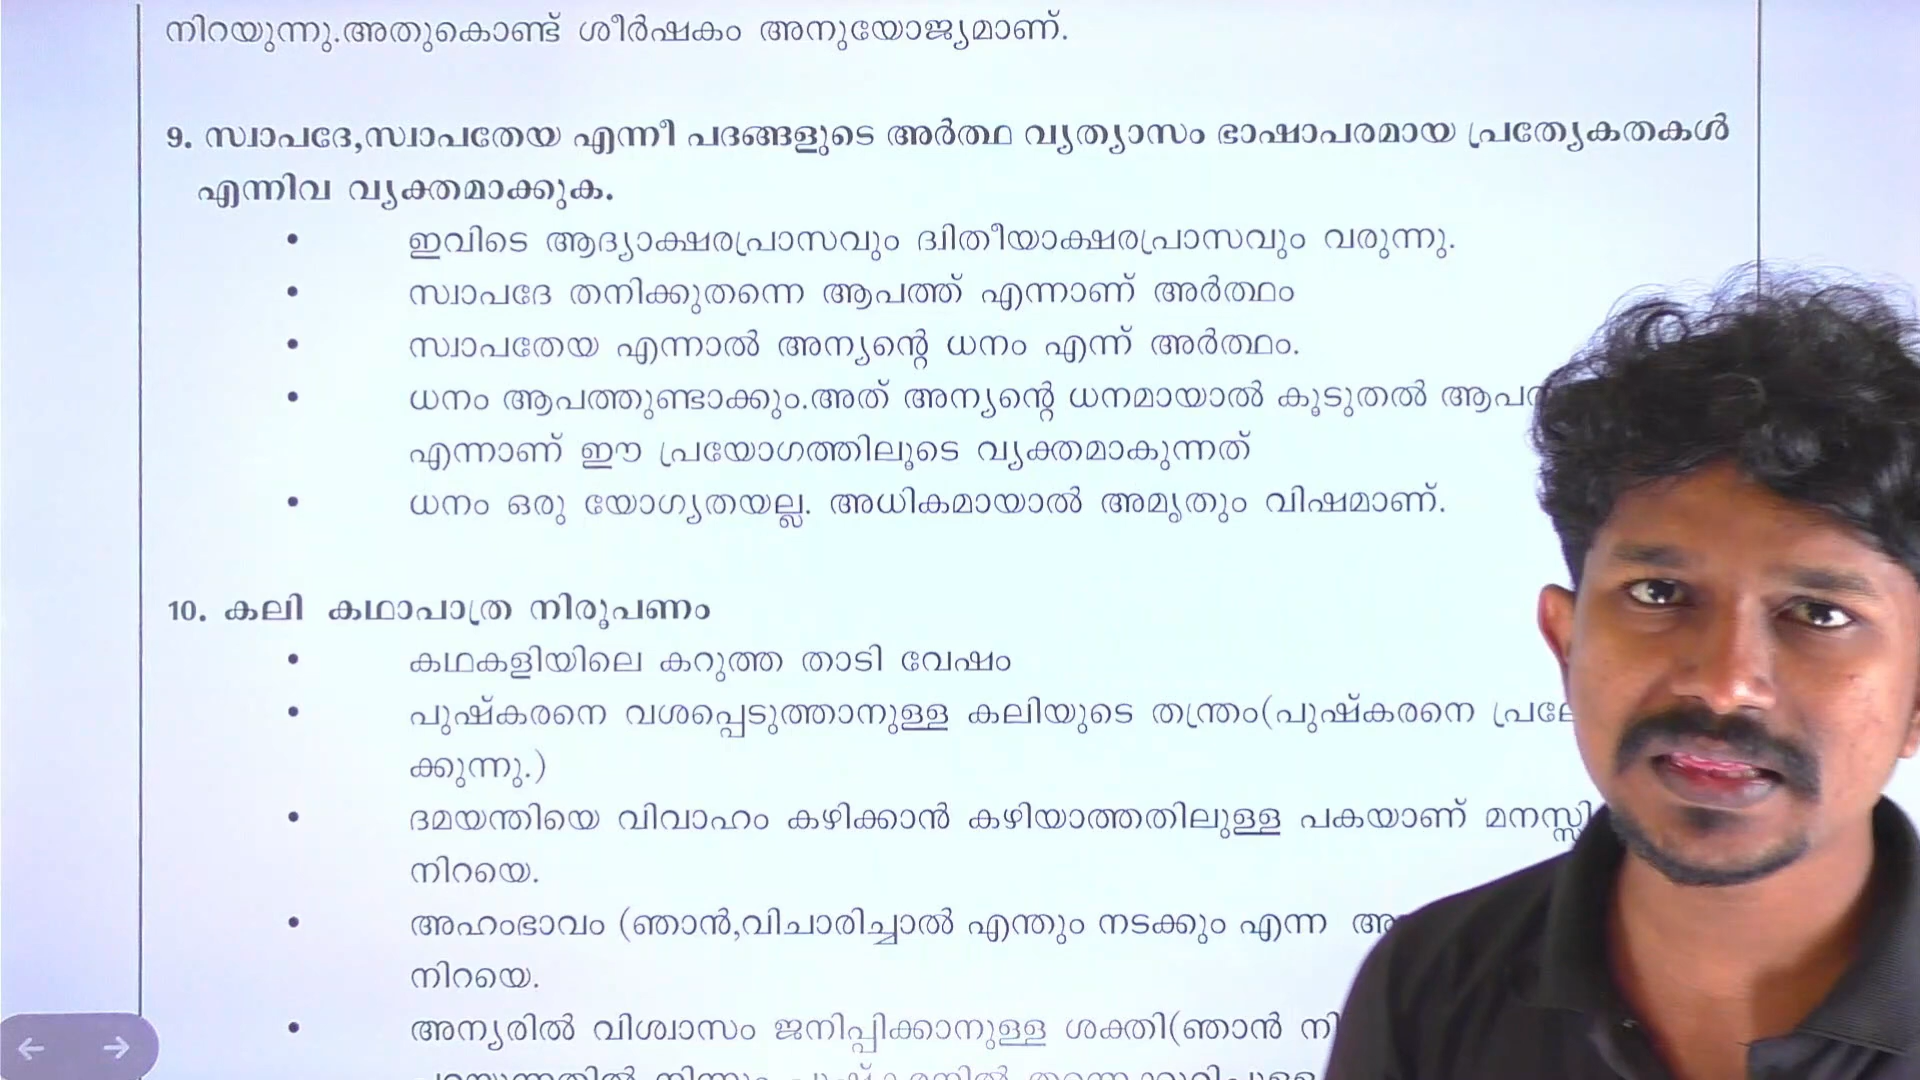 നിറയുന്നു.അതുകൊണ്ട് ശീർഷകം അനുയോജ്യമാണ്.
9. സ്വാപദേ,സ്വാപതേയ എന്നീ പദങ്ങളുടെ അർത്ഥ വ്യത്യാസം ഭാഷാപരമായ പ്രത്യേകതകൾ
എന്നിവ വ്യക്തമാക്കുക.
• ഇവിടെ ആദ്യാക്ഷരപ്രാസവും ദ്വിതീയാക്ഷരപ്രാസവും വരുന്നു.
• സ്വാപദേ തനിക്കുതന്നെ ആപത്ത് എന്നാണ് അർത്ഥം
• സ്വാപതേയ എന്നാൽ അന്യന്റെ ധനം എന്ന് അർത്ഥം.
• ധനം ആപത്തുണ്ടാക്കും.അത് അന്യന്റെ ധനമായാൽ കൂടുതൽ
എന്നാണ് ഈ പ്രയോഗത്തിലൂടെ വ്യക്തമാകുന്നത്
• ധനം ഒരു യോഗ്യതയല്ല. അധികമായാൽ അമൃതും വിഷമാണ്.
10. കലി കഥാപാത്ര നിരൂപണം
• കഥകളിയിലെ കറുത്ത താടി വേഷം
• പുഷ്കരനെ വശപ്പെടുത്താനുള്ള കലിയുടെ തന്ത്രം(പുഷ്കരനെ
ക്കുന്നു.)
• ദമയന്തിയെ വിവാഹം കഴിക്കാൻ കഴിയാത്തതിലുള്ള പകയാണ്
നിറയെ.
• അഹംഭാവം (ഞാൻ,വിചാരിച്ചാൽ എന്തും നടക്കും എന്ന
നിറയെ.
• അന്യരിൽ വിശ്വാസം ജനിപ്പിക്കാനുള്ള ശക്തി(ഞാൻ